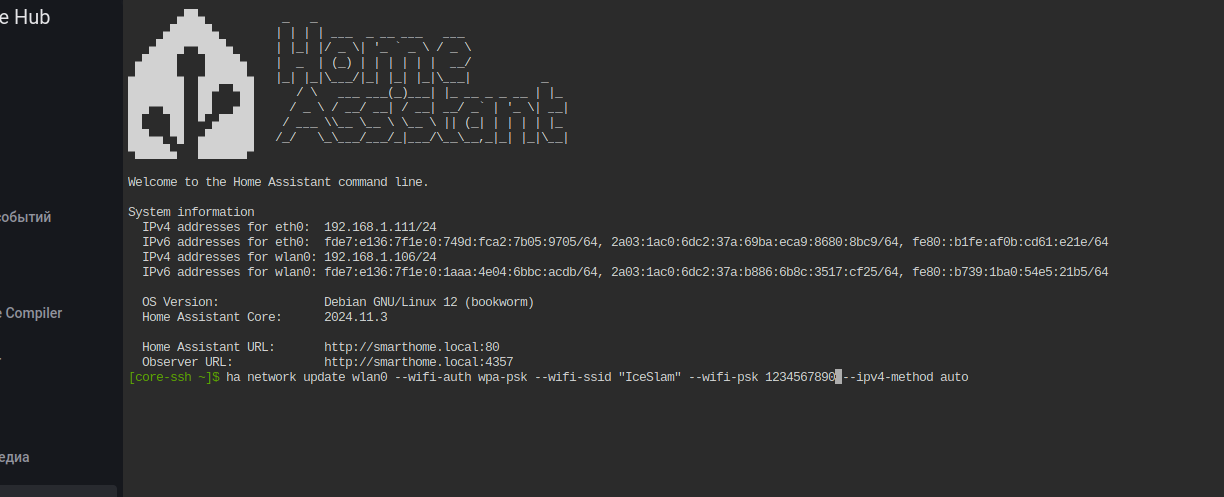 e Hub
Home
Assistant
Welcome to the Home Assistant command line.
System information
событий
IPv4 addresses for eth0: 192.168.1.111/24
IPv6 addresses for eth0: fde7:e136:7f1e:0:749d:fca2:7b05:9705/64, 2a03:1ac0:6dc2:37a:69ba:eca9:8680:8bc9/64, fe80::b1fe:af0b:cd61:e21e/64
IPv4 addresses for wlan0: 192.168.1.106/24
IPv6 addresses for wlan0: fde7:e136:7f1e:0:1aaa:4e04:6bbc:acdb/64, 2a03:1ac0:6dc2:37a:b886:6b8c:3517:cf25/64, fe80::b739:1ba0:54e5:21b5/64
OS Version: Debian GNU/Linux 12 (bookworm)
e Compiler
Home Assistant Core: 2024.11.3
Home Assistant URL: http://smarthome.local:80
Observer URL: http://smarthome.local:4357
[core-ssh ~]$ ha network update wlan0 --wifi-auth wpa-psk --wifi-ssid "IceSlam" --wifi-psk 1234567890 --ipv4-method auto
едиа